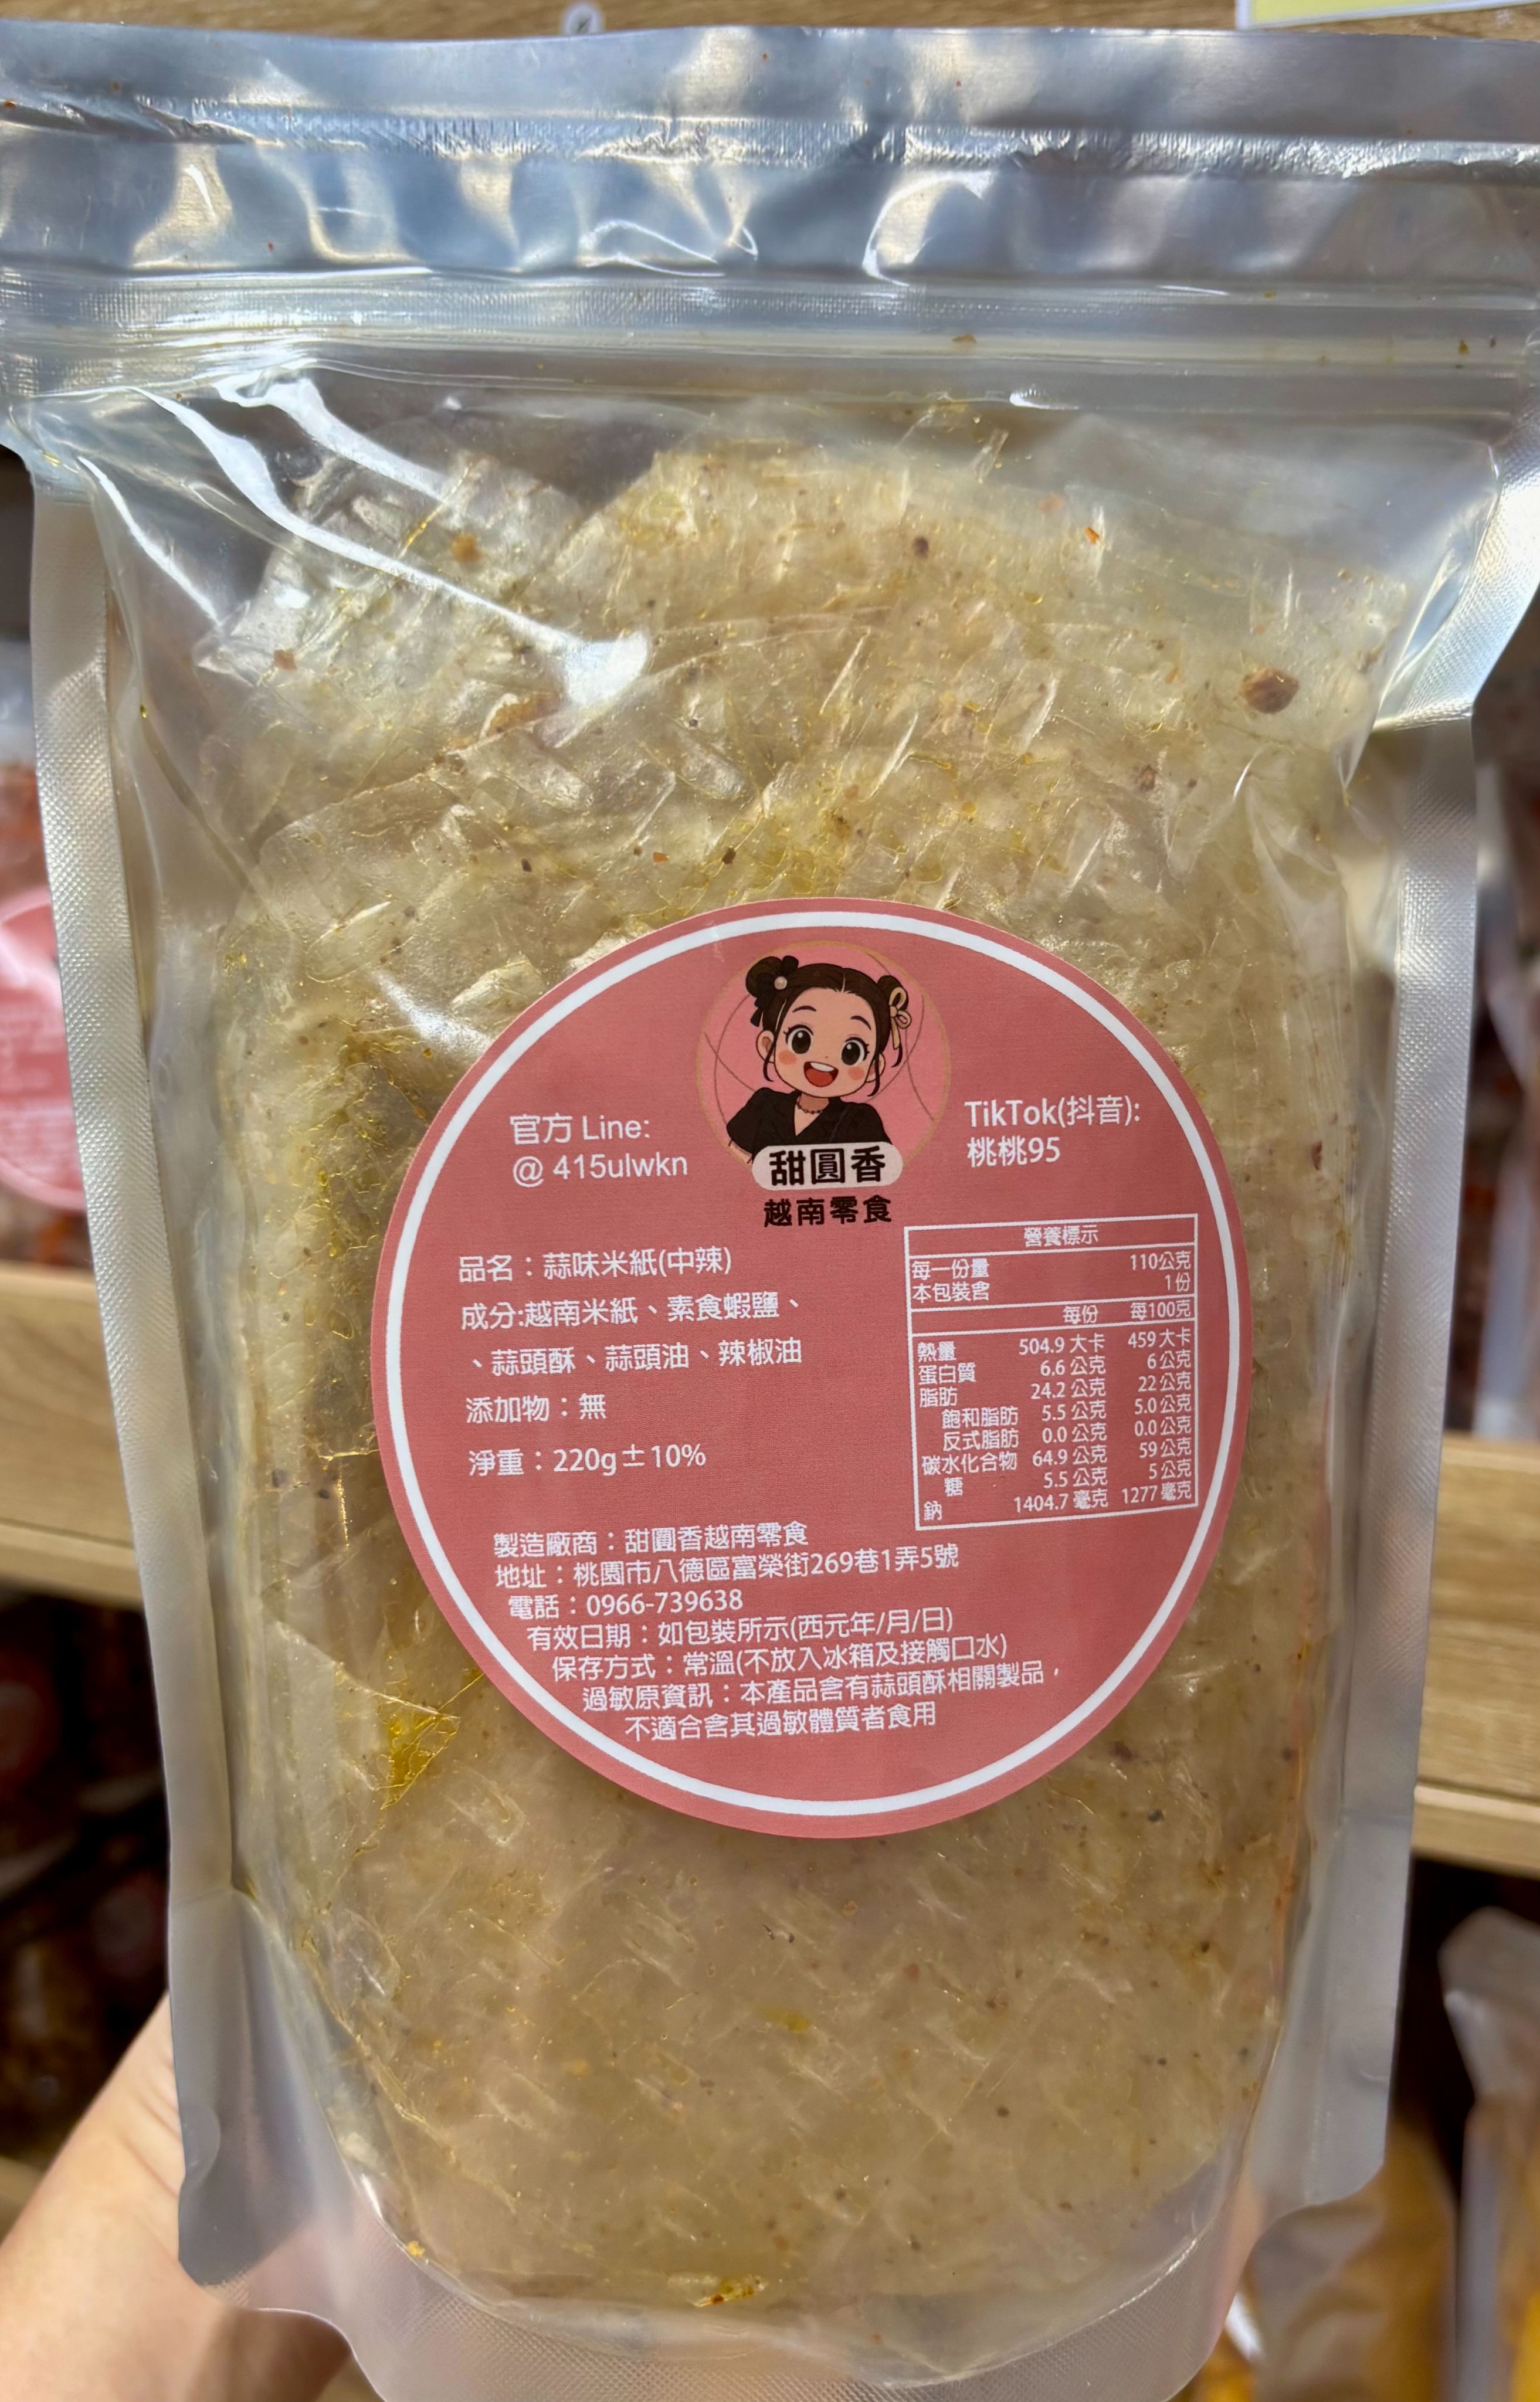 官方 Line:
@ 415ulwkn
TikTok(抖音):
桃桃95
甜圓香
越南零食
品名：蒜味米紙(中辣)
成分:越南米紙、素食蝦鹽、
、蒜頭酥、蒜頭油、辣椒油
添加物：無
淨重：220g±10%
營養標示
每一份量 110公克
本包裝含 1份
每份 每100克
熱量 504.9 大卡 459 大卡
蛋白質 6.6 公克 6公克
脂肪 24.2 公克 22公克
飽和脂肪 5.5 公克 5.0公克
反式脂肪 0.0 公克 0.0公克
碳水化合物 64.9 公克 59公克
糖 5.5 公克 5公克
鈉 1404.7 毫克 1277 毫克
製造廠商：甜圓香越南零食
地址：桃園市八德區富榮街269巷1弄5號
電話：0966-739638
有效日期：如包裝所示(西元年/月/日)
保存方式：常溫(不放入冰箱及接觸口水)
過敏原資訊：本產品含有蒜頭酥相關製品，
不適合含其過敏體質者食用